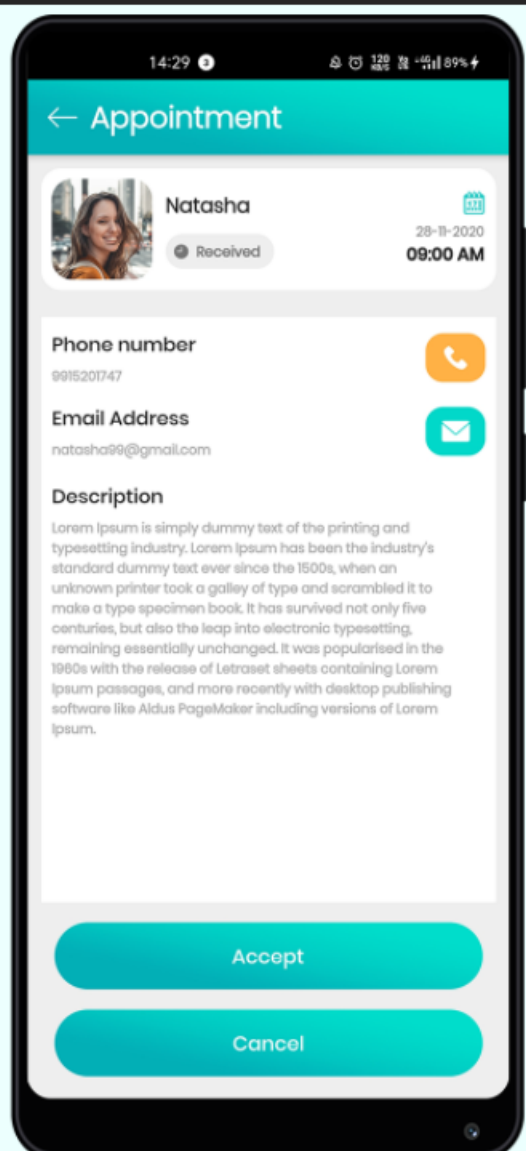 14:29 3 120 KB/S 4G 89%
← Appointment
Natasha
Received
28-11-2020
09:00 AM
Phone number
9915201747
Email Address
natasha99@gmail.com
Description
Lorem Ipsum is simply dummy text of the printing and
typesetting industry. Lorem Ipsum has been the industry's
standard dummy text ever since the 1500s, when an
unknown printer took a galley of type and scrambled it to
make a type specimen book. It has survived not only five
centuries, but also the leap into electronic typesetting,
remaining essentially unchanged. It was popularised in the
1960s with the release of Letraset sheets containing Lorem
Ipsum passages, and more recently with desktop publishing
software like Aldus PageMaker including versions of Lorem
Ipsum.
Accept
Cancel